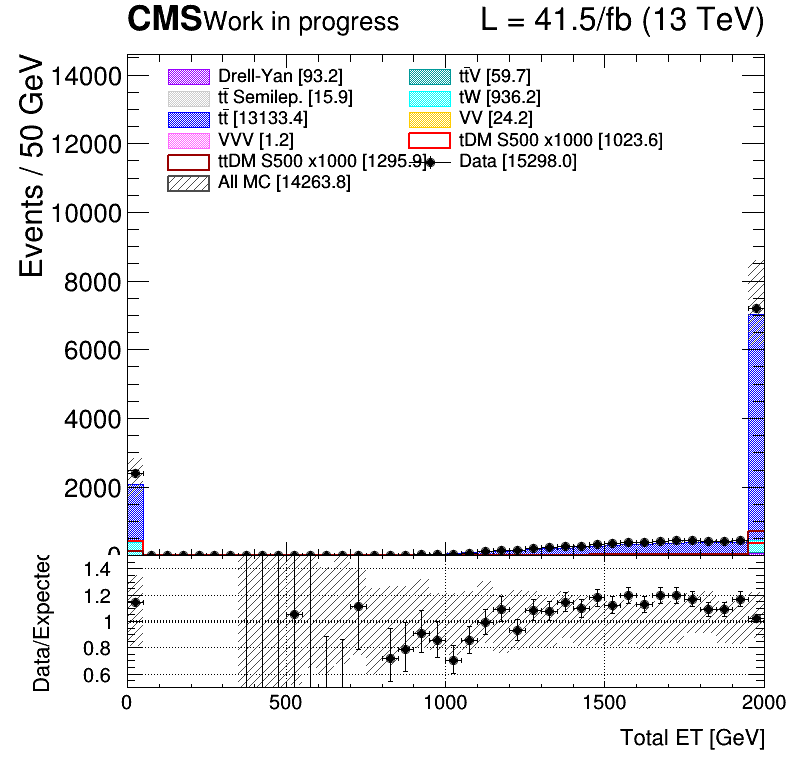 CMS Work in progress L = 41.5/fb (13 TeV)
Events / 50 GeV
14000
12000
10000
8000
6000
4000
2000
0
Drell-Yan [93.2] tt̄V [59.7]
tt̄ Semilep. [15.9] tW [936.2]
tt̄ [13133.4] VV [24.2]
VVV [1.2] tDM S500 x1000 [1023.6]
ttDM S500 x1000 [1295.9] Data [15298.0]
All MC [14263.8]
Data/Expected
1.4
1.2
1
0.8
0.6
0 500 1000 1500 2000
Total ET [GeV]